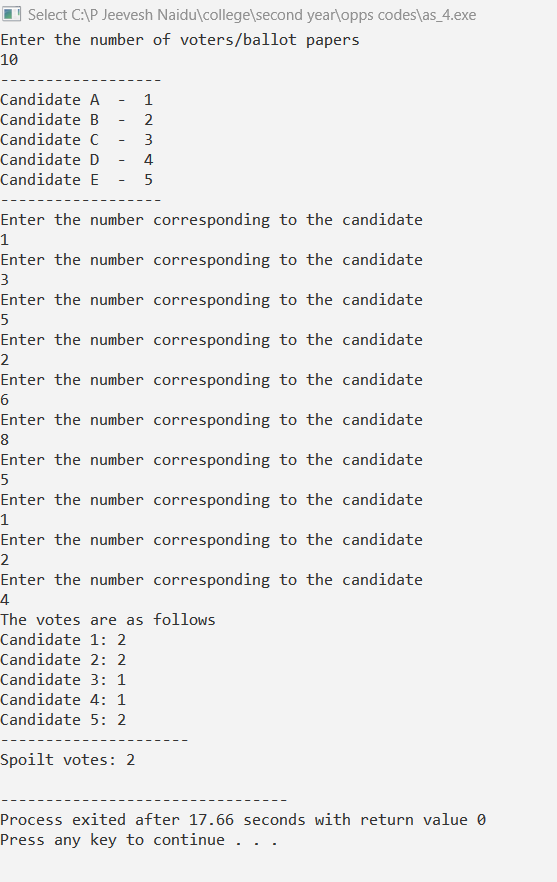 Select C:\P Jeevesh Naidu\college\second year\opps codes\as_4.exe
Enter the number of voters/ballot papers
10
------------------
Candidate A  -  1
Candidate B  -  2
Candidate C  -  3
Candidate D  -  4
Candidate E  -  5
------------------
Enter the number corresponding to the candidate
1
Enter the number corresponding to the candidate
3
Enter the number corresponding to the candidate
5
Enter the number corresponding to the candidate
2
Enter the number corresponding to the candidate
6
Enter the number corresponding to the candidate
8
Enter the number corresponding to the candidate
5
Enter the number corresponding to the candidate
1
Enter the number corresponding to the candidate
2
Enter the number corresponding to the candidate
4
The votes are as follows
Candidate 1: 2
Candidate 2: 2
Candidate 3: 1
Candidate 4: 1
Candidate 5: 2
---------------------
Spoilt votes: 2
--------------------------------
Process exited after 17.66 seconds with return value 0
Press any key to continue . . .